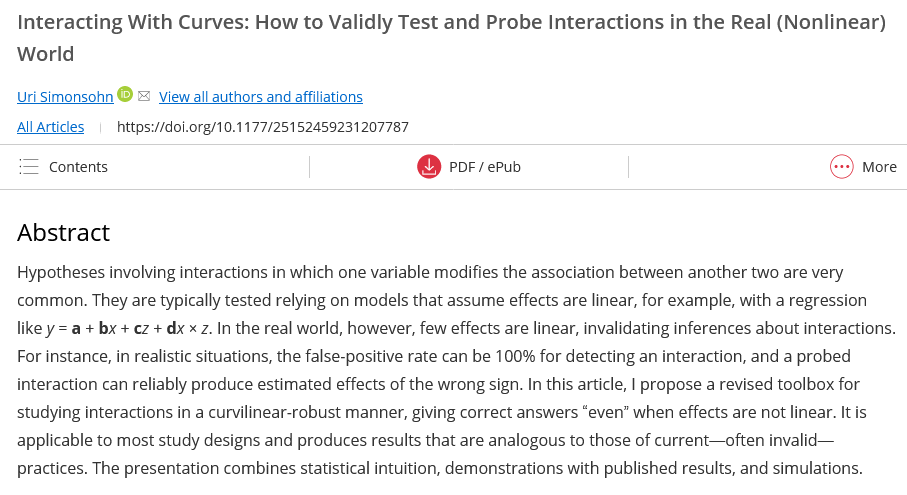 Interacting With Curves: How to Validly Test and Probe Interactions in the Real (Nonlinear)
World
Uri Simonsohn iD View all authors and affiliations
All Articles https://doi.org/10.1177/25152459231207787
Contents PDF / ePub More
Abstract
Hypotheses involving interactions in which one variable modifies the association between another two are very
common. They are typically tested relying on models that assume effects are linear, for example, with a regression
like y = a + bx + cz + dx × z. In the real world, however, few effects are linear, invalidating inferences about interactions.
For instance, in realistic situations, the false-positive rate can be 100% for detecting an interaction, and a probed
interaction can reliably produce estimated effects of the wrong sign. In this article, I propose a revised toolbox for
studying interactions in a curvilinear-robust manner, giving correct answers “even” when effects are not linear. It is
applicable to most study designs and produces results that are analogous to those of current—often invalid—
practices. The presentation combines statistical intuition, demonstrations with published results, and simulations.